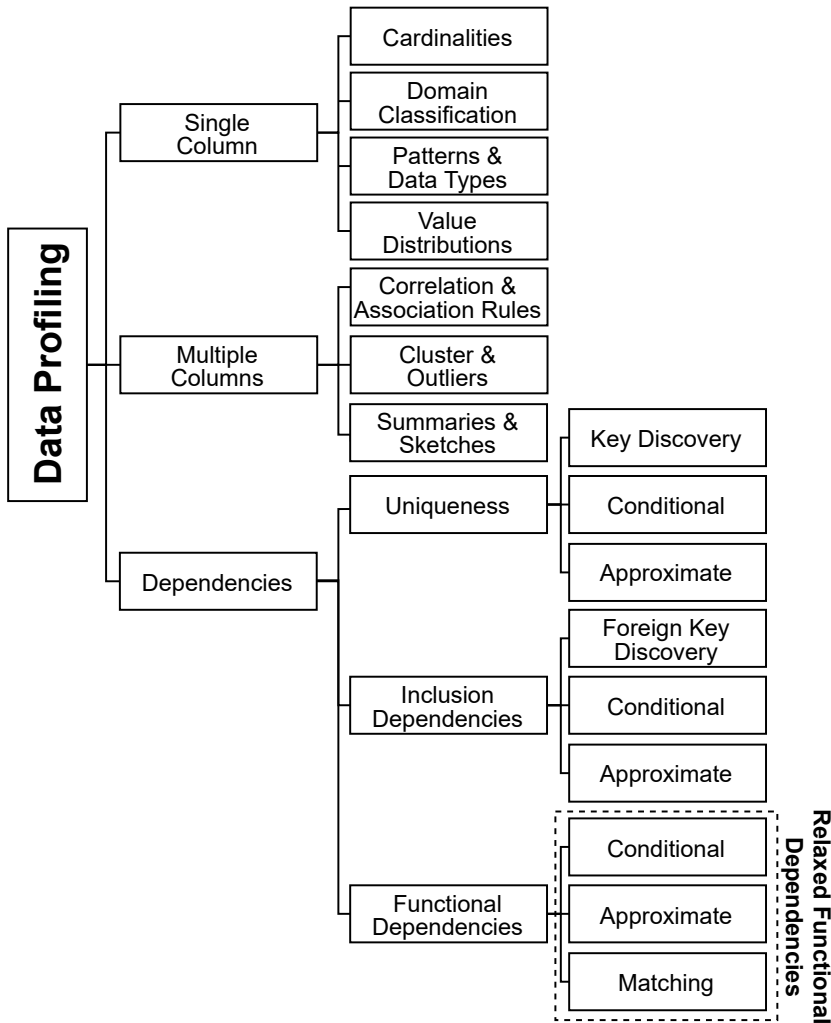 Data Profiling
Single
Column
Cardinalities
Domain
Classification
Patterns &
Data Types
Value
Distributions
Multiple
Columns
Correlation &
Association Rules
Cluster &
Outliers
Summaries &
Sketches
Dependencies
Uniqueness
Key Discovery
Conditional
Approximate
Inclusion
Dependencies
Foreign Key
Discovery
Conditional
Approximate
Functional
Dependencies
Conditional
Approximate
Matching
Relaxed Functional
Dependencies